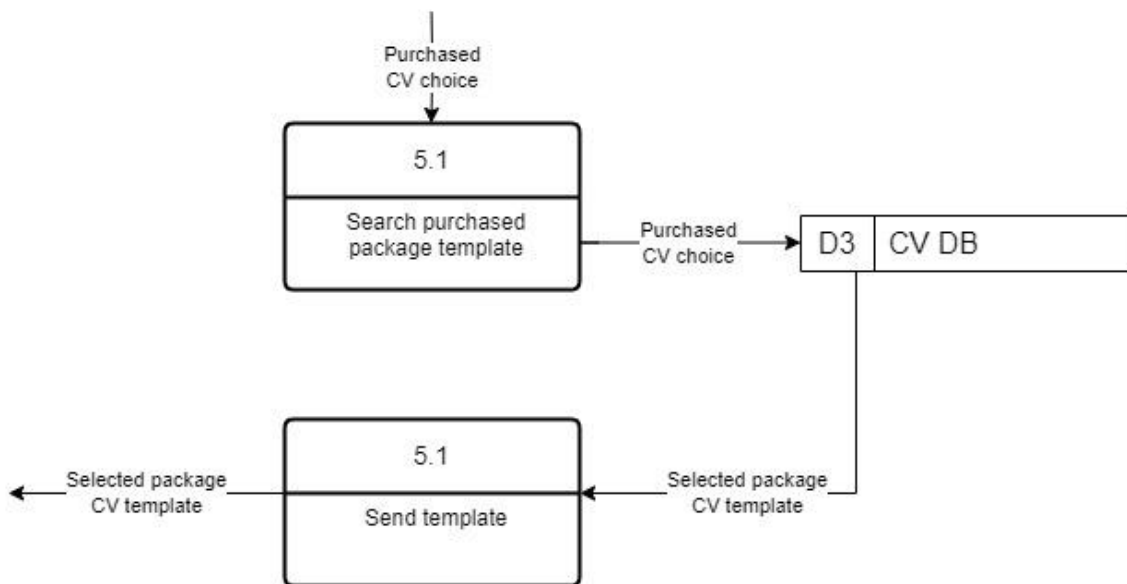 Purchased
CV choice
5.1
Search purchased
package template
Purchased
CV choice
D3 CV DB
5.1
Send template
Selected package
CV template
Selected package
CV template